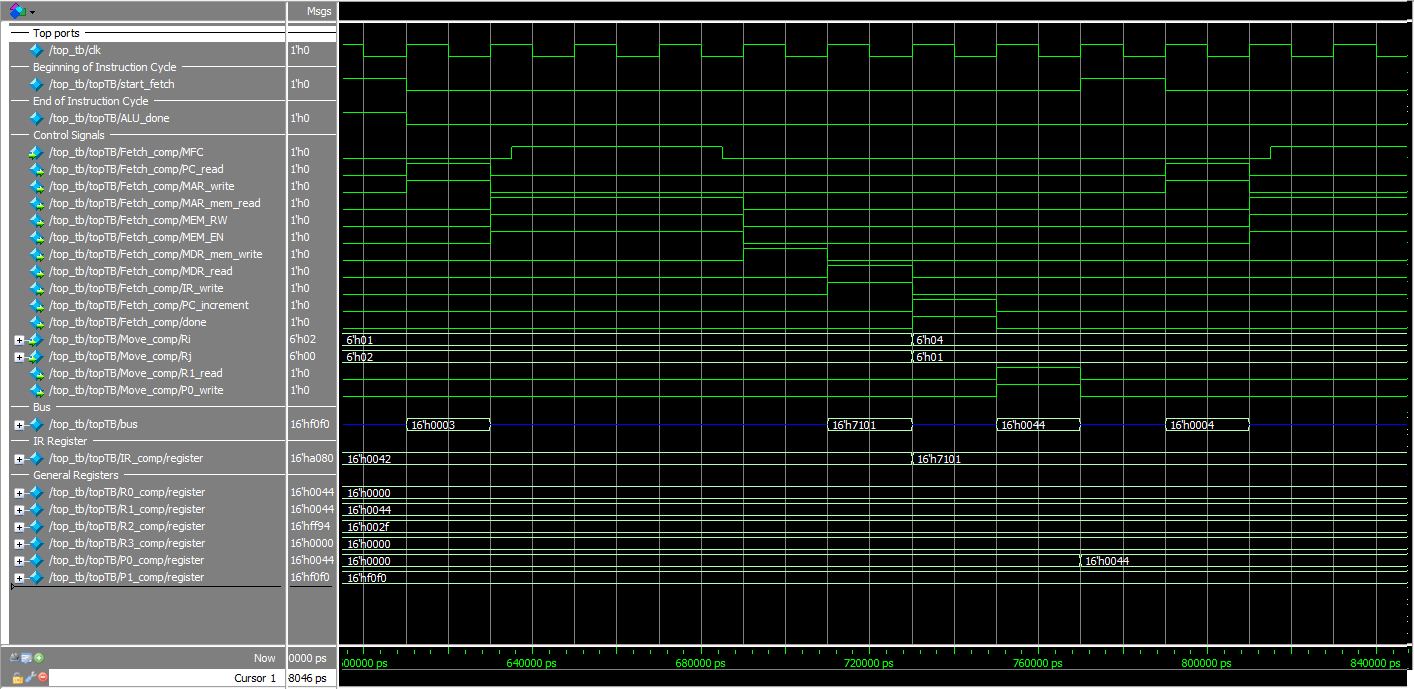 Msgs
Top ports
/top_tb/clk 1'h0
Beginning of Instruction Cycle
/top_tb/topTB/start_fetch 1'h0
End of Instruction Cycle
/top_tb/topTB/ALU_done 1'h0
Control Signals
/top_tb/topTB/Fetch_comp/MFC 1'h0
/top_tb/topTB/Fetch_comp/PC_read 1'h0
/top_tb/topTB/Fetch_comp/MAR_write 1'h0
/top_tb/topTB/Fetch_comp/MAR_mem_read 1'h0
/top_tb/topTB/Fetch_comp/MEM_RW 1'h0
/top_tb/topTB/Fetch_comp/MEM_EN 1'h0
/top_tb/topTB/Fetch_comp/MDR_mem_write 1'h0
/top_tb/topTB/Fetch_comp/MDR_read 1'h0
/top_tb/topTB/Fetch_comp/IR_write 1'h0
/top_tb/topTB/Fetch_comp/PC_increment 1'h0
/top_tb/topTB/Fetch_comp/done 1'h0
/top_tb/topTB/Move_comp/Ri 6'h02 6'h01 6'h04
/top_tb/topTB/Move_comp/Rj 6'h00 6'h02 6'h01
/top_tb/topTB/Move_comp/R1_read 1'h0
/top_tb/topTB/Move_comp/P0_write 1'h0
Bus
/top_tb/topTB/bus 16'hf0f0 16'h0003 16'h7101 16'h0044 16'h0004
IR Register
/top_tb/topTB/IR_comp/register 16'ha080 16'h0042 16'h7101
General Registers
/top_tb/topTB/R0_comp/register 16'h0044 16'h0000
/top_tb/topTB/R1_comp/register 16'h0044 16'h0044
/top_tb/topTB/R2_comp/register 16'hff94 16'h002f
/top_tb/topTB/R3_comp/register 16'h0000 16'h0000
/top_tb/topTB/P0_comp/register 16'h0044 16'h0000 16'h0044
/top_tb/topTB/P1_comp/register 16'hf0f0 16'hf0f0
Now 0000 ps 00000 ps 640000 ps 680000 ps 720000 ps 760000 ps 800000 ps 840000 ps
Cursor 1 8046 ps